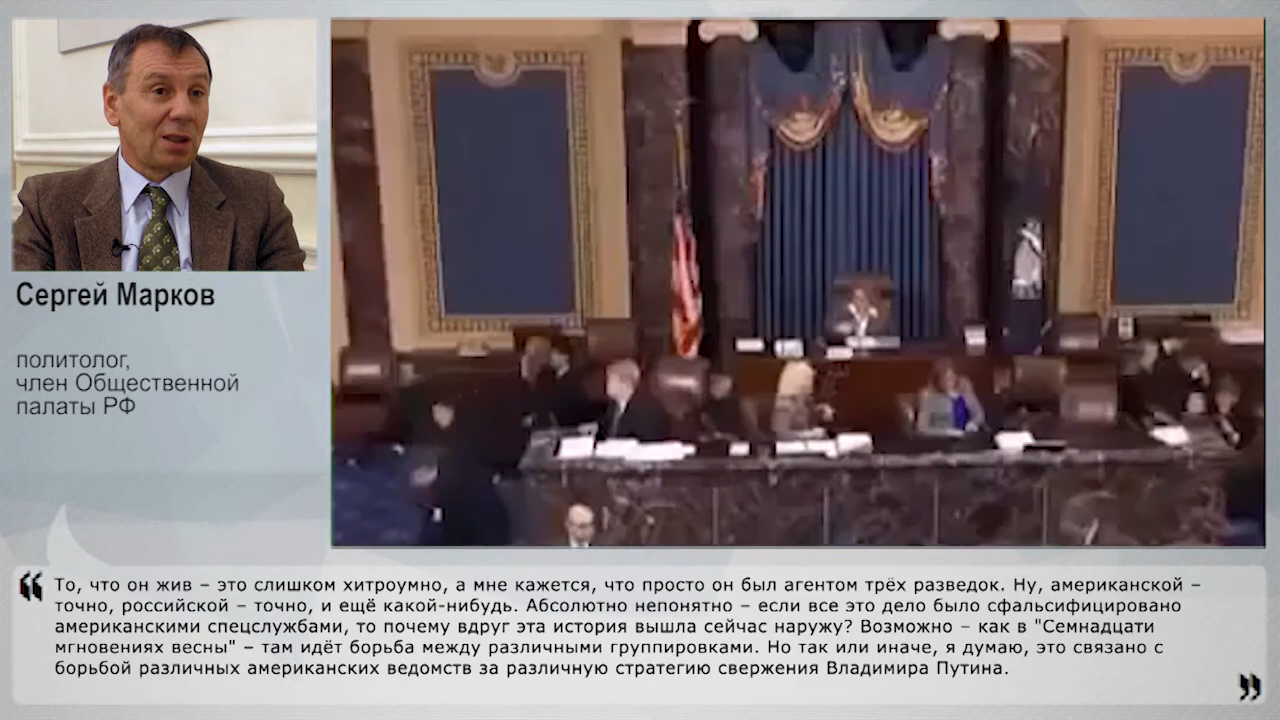 Сергей Марков
политолог,
член Общественной
палаты РФ
“ То, что он жив – это слишком хитроумно, а мне кажется, что просто он был агентом трёх разведок. Ну, американской –
точно, российской – точно, и ещё какой-нибудь. Абсолютно непонятно – если все это дело было сфальсифицировано
американскими спецслужбами, то почему вдруг эта история вышла сейчас наружу? Возможно – как в "Семнадцати
мгновениях весны" – там идёт борьба между различными группировками. Но так или иначе, я думаю, это связано с
борьбой различных американских ведомств за различную стратегию свержения Владимира Путина. ”